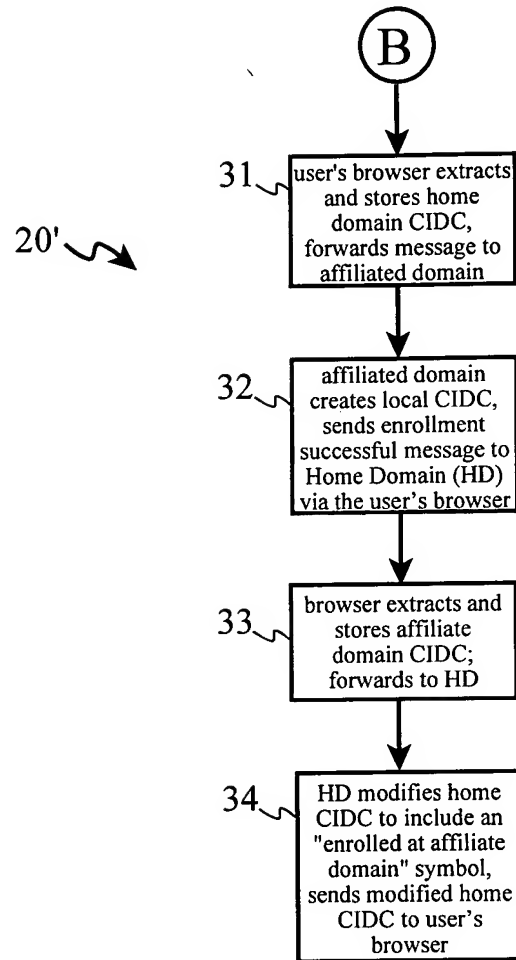 B
31
user's browser extracts
and stores home
domain CIDC,
forwards message to
affiliated domain
20'
32
affiliated domain
creates local CIDC,
sends enrollment
successful message to
Home Domain (HD)
via the user's browser
33
browser extracts and
stores affiliate
domain CIDC;
forwards to HD
34
HD modifies home
CIDC to include an
"enrolled at affiliate
domain" symbol,
sends modified home
CIDC to user's
browser